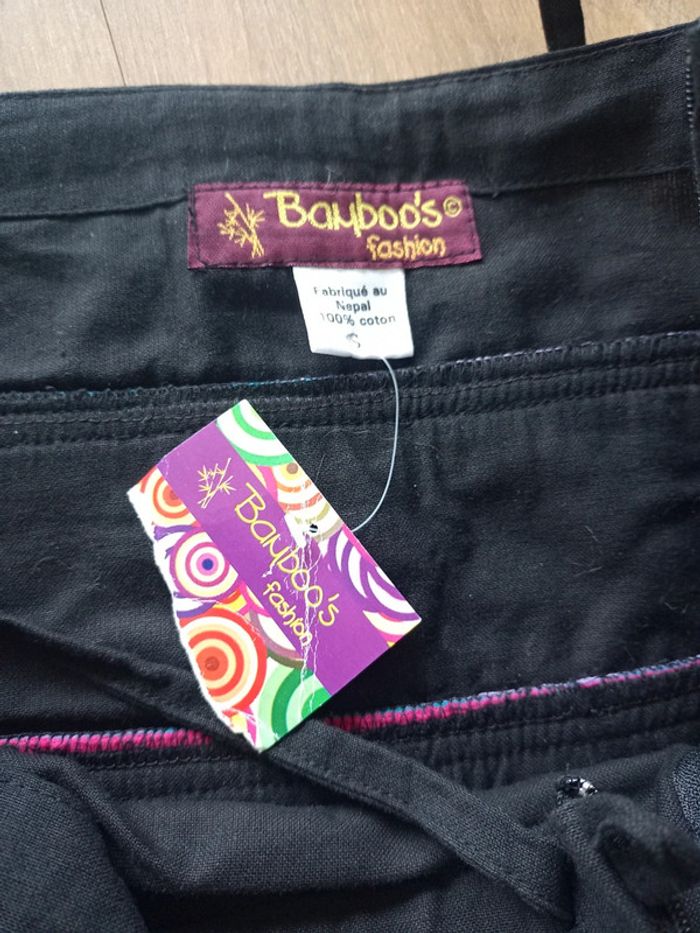 Bamboo's©
fashion
Fabriqué au
Nepal
100% coton
S
Bamboo's
fashion